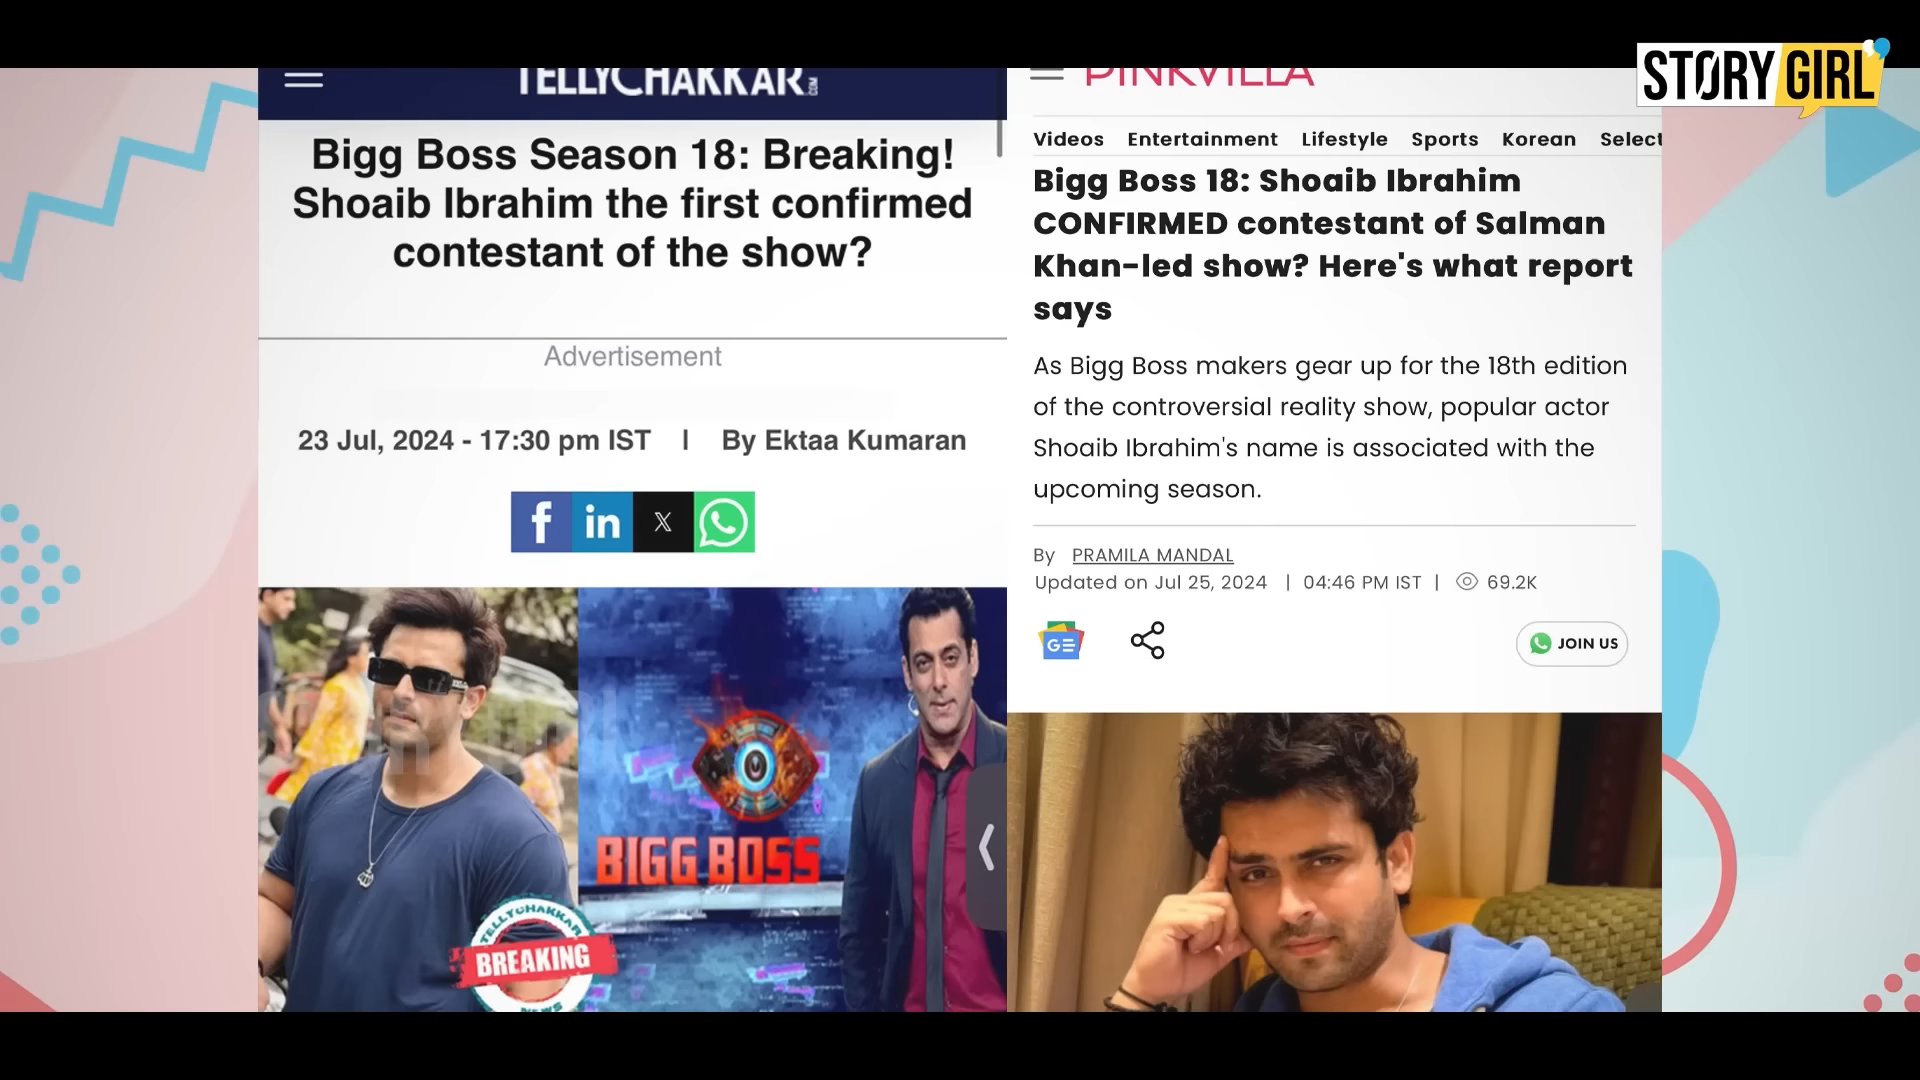 STORY GIRL
TELLYCHAKKAR.COM
Bigg Boss Season 18: Breaking!
Shoaib Ibrahim the first confirmed
contestant of the show?
Advertisement
23 Jul, 2024 - 17:30 pm IST | By Ektaa Kumaran
f in X
BIGG BOSS
TELLYCHAKKAR
BREAKING
NEWS
PINKVILLA
Videos Entertainment Lifestyle Sports Korean Select
Bigg Boss 18: Shoaib Ibrahim
CONFIRMED contestant of Salman
Khan-led show? Here's what report
says
As Bigg Boss makers gear up for the 18th edition
of the controversial reality show, popular actor
Shoaib Ibrahim's name is associated with the
upcoming season.
By PRAMILA MANDAL
Updated on Jul 25, 2024 | 04:46 PM IST | 69.2K
GE
JOIN US